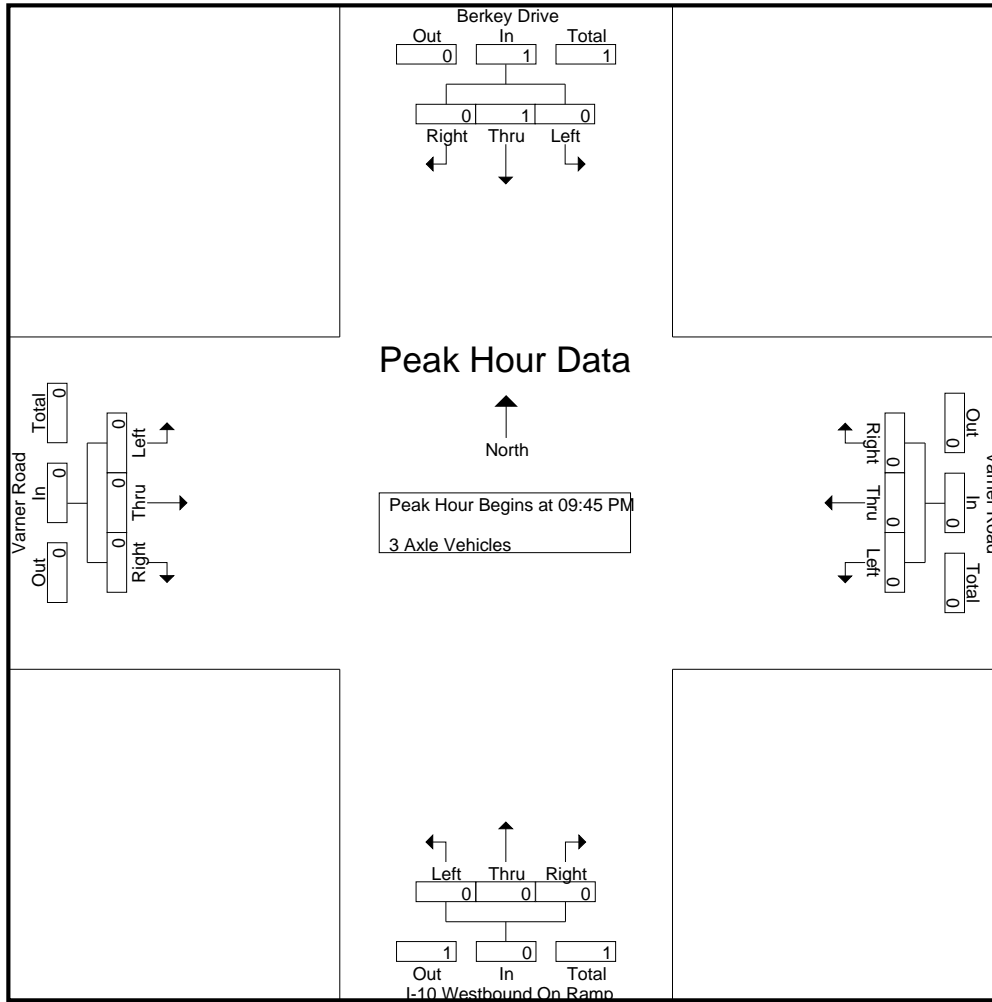 Berkey Drive
Out In Total
0 1 1
0 1 0
Right Thru Left
Peak Hour Data
North
Peak Hour Begins at 09:45 PM
3 Axle Vehicles
Varner Road
Out In Total
0 0 0
0 0 0
Right Thru Left
Varner Road
Total In Out
0 0 0
0 0 0
Left Thru Right
Left Thru Right
0 0 0
1 0 1
Out In Total
I-10 Westbound On Ramp